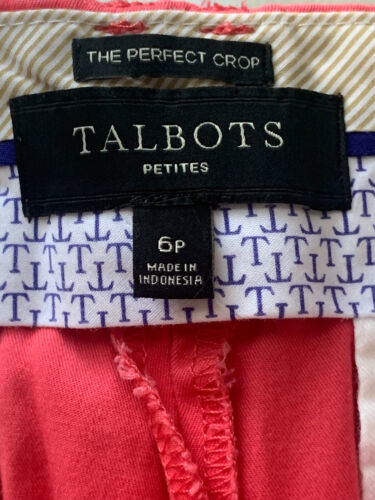 THE PERFECT CROP
TALBOTS
PETITES
6P
MADE IN
INDONESIA